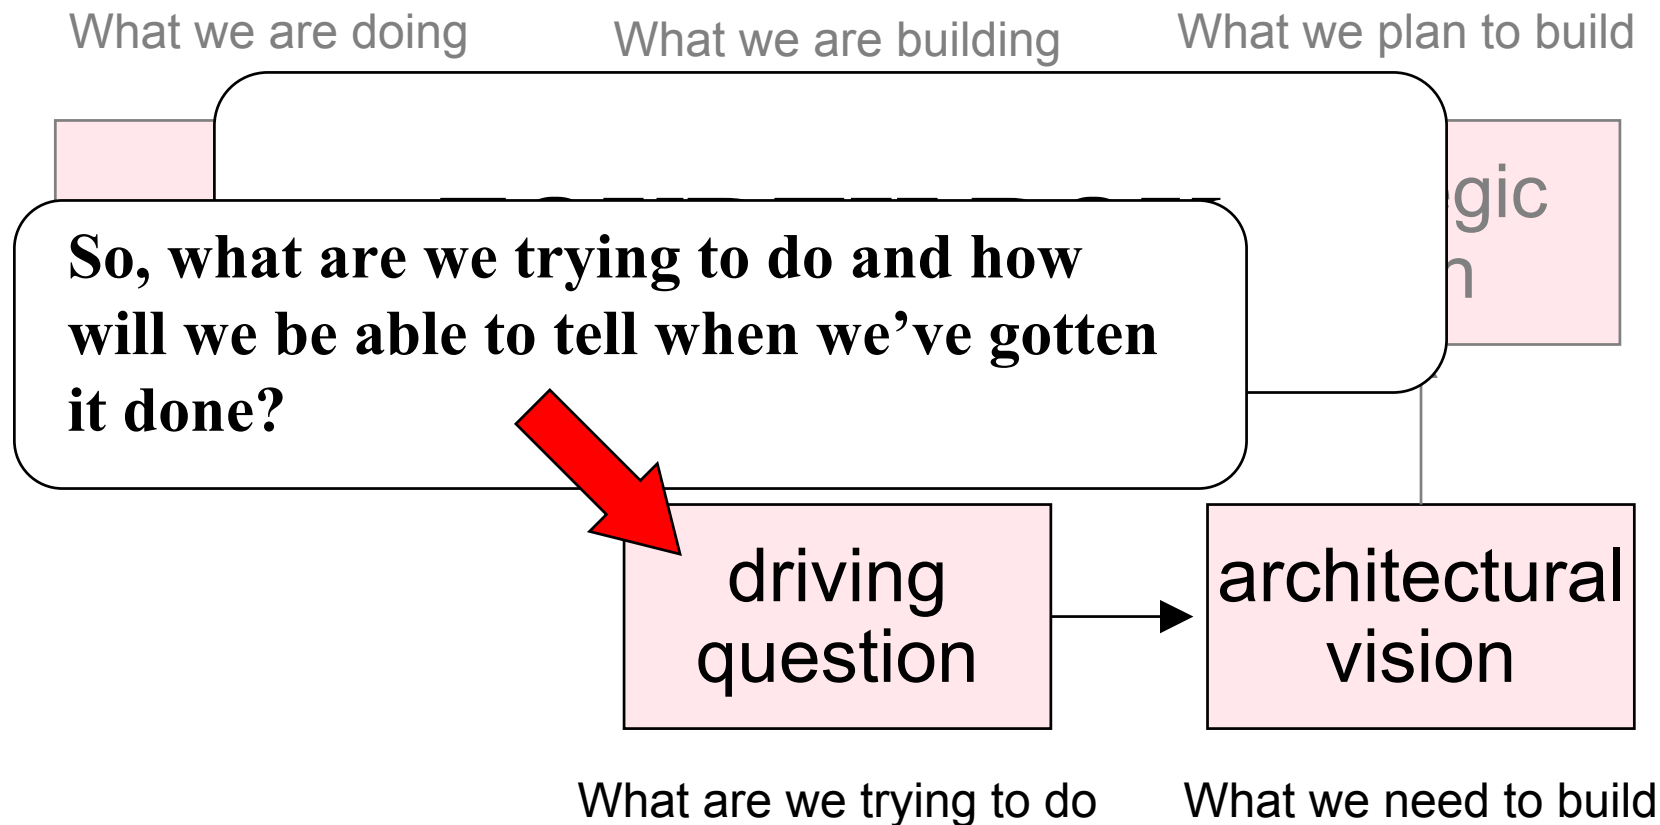 What we are doing
What we are building
What we plan to build
So, what are we trying to do and how
will we be able to tell when we’ve gotten
it done?
driving
question
architectural
vision
What are we trying to do
What we need to build